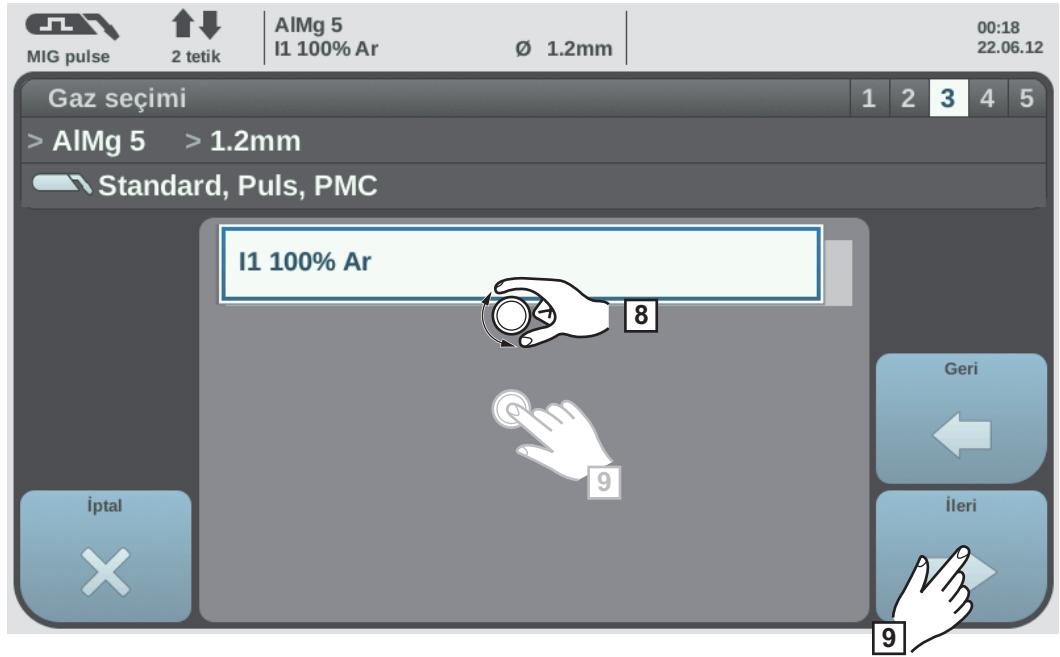 AlMg 5
00:18
MIG pulse 2 tetik I1 100% Ar Ø 1.2mm 22.06.12
Gaz seçimi 1 2 3 4 5
> AlMg 5 > 1.2mm
Standard, Puls, PMC
I1 100% Ar
8
Geri
9
İptal
İleri
9